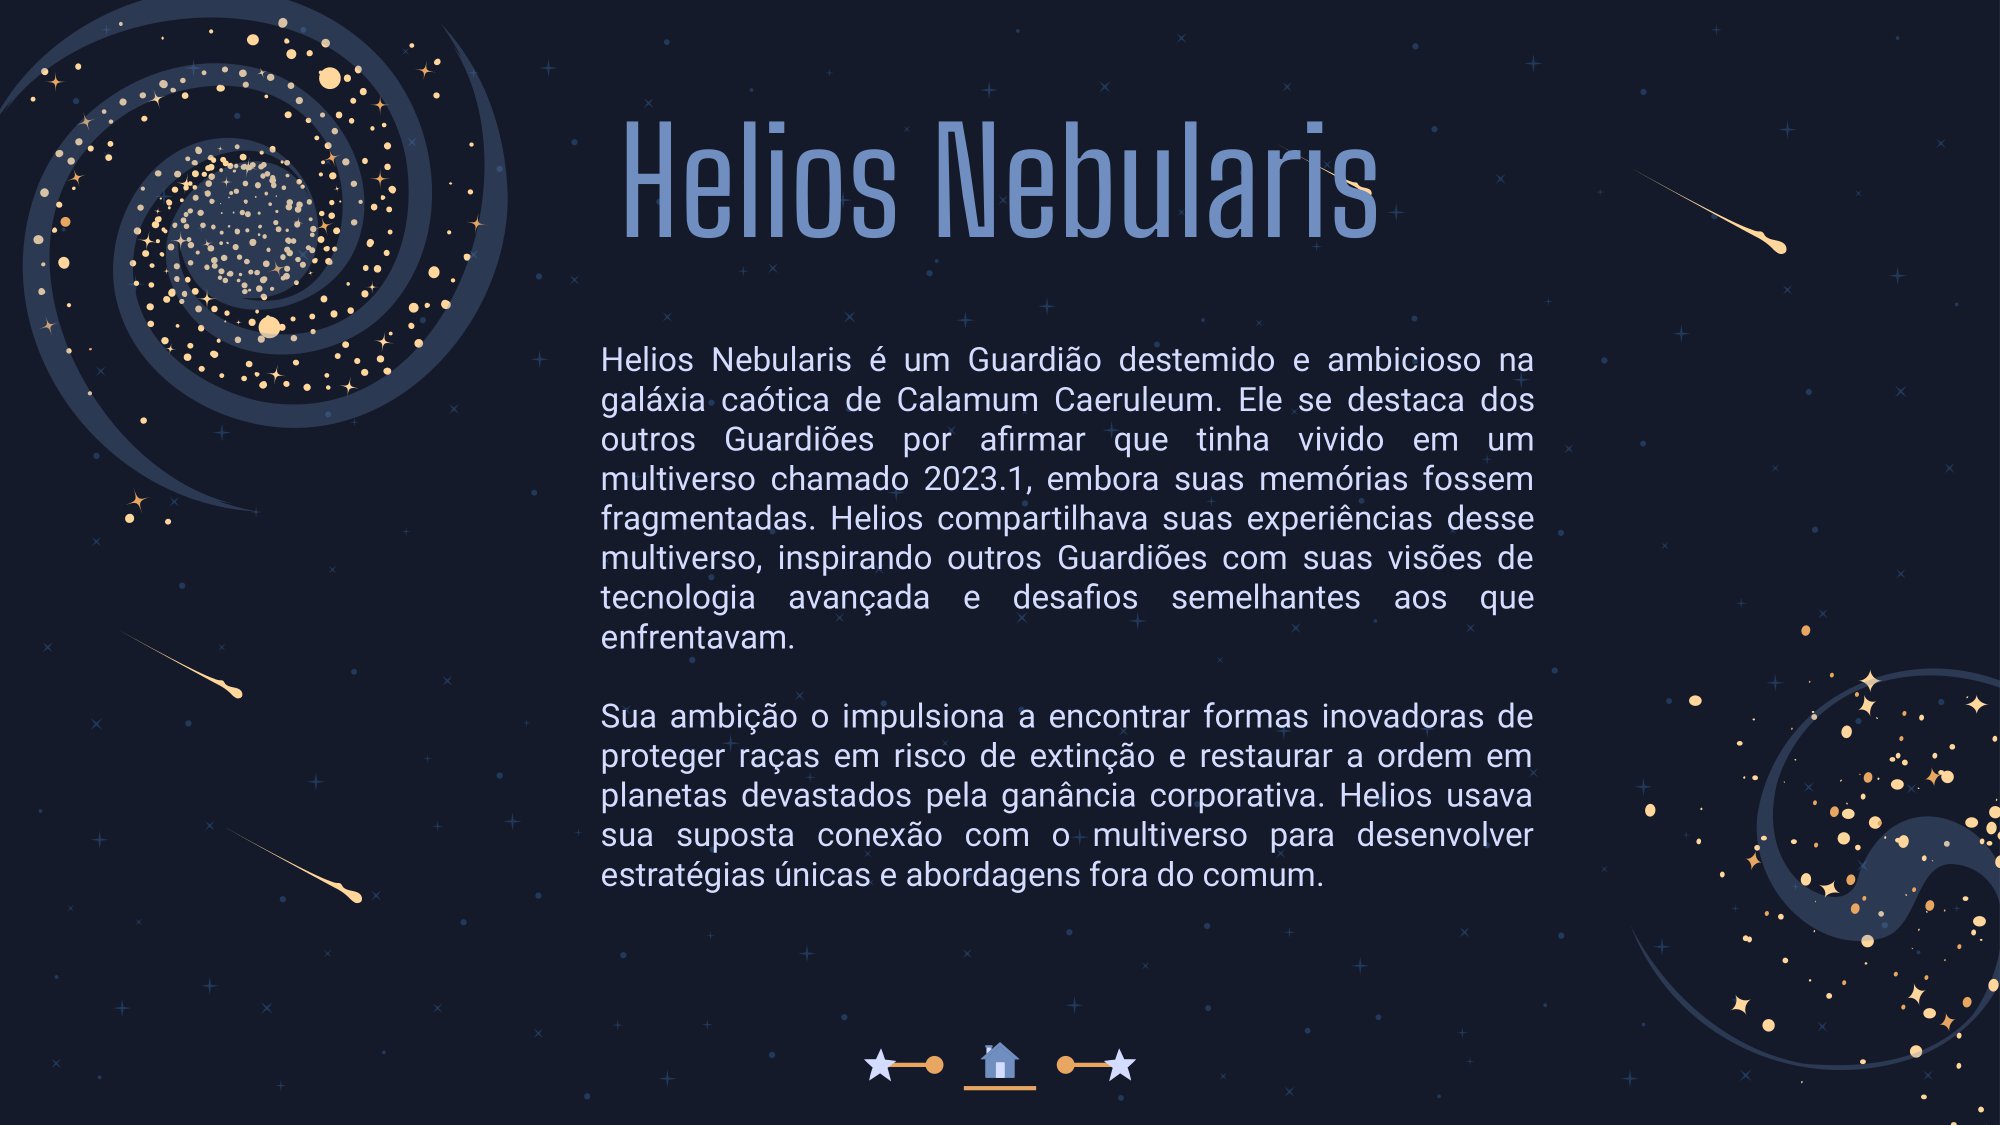 Helios Nebularis
Helios Nebularis é um Guardião destemido e ambicioso na
galáxia caótica de Calamum Caeruleum. Ele se destaca dos
outros Guardiões por afirmar que tinha vivido em um
multiverso chamado 2023.1, embora suas memórias fossem
fragmentadas. Helios compartilhava suas experiências desse
multiverso, inspirando outros Guardiões com suas visões de
tecnologia avançada e desafios semelhantes aos que
enfrentavam.
Sua ambição o impulsiona a encontrar formas inovadoras de
proteger raças em risco de extinção e restaurar a ordem em
planetas devastados pela ganância corporativa. Helios usava
sua suposta conexão com o multiverso para desenvolver
estratégias únicas e abordagens fora do comum.